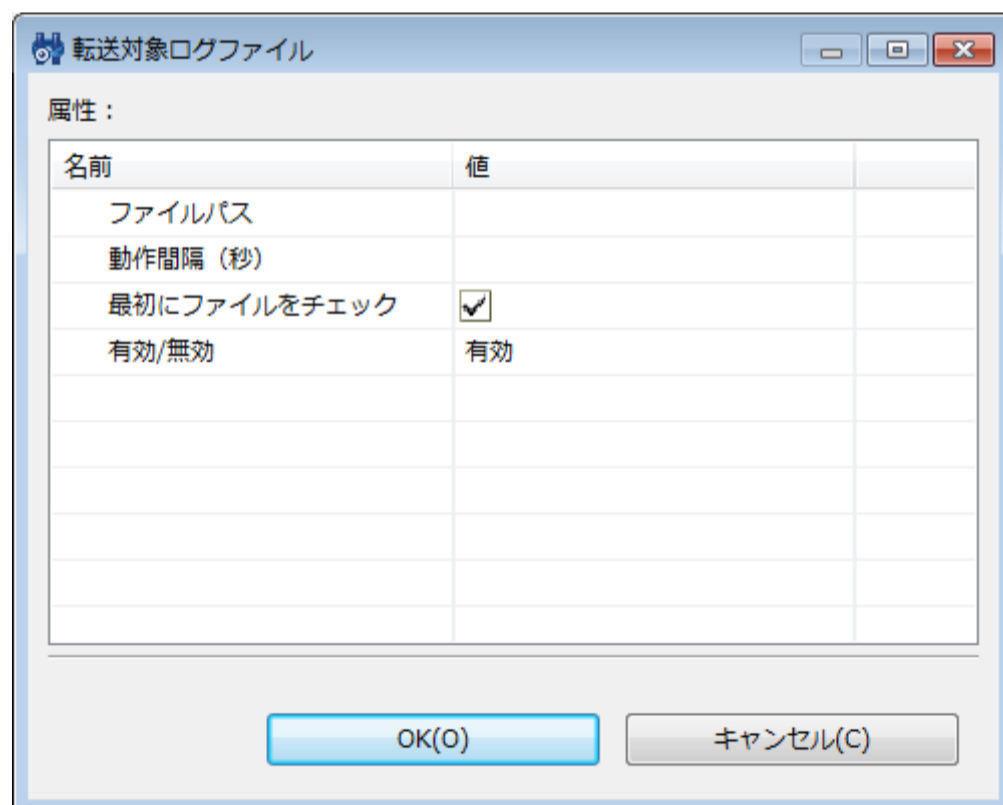 転送対象ログファイル
属性：
名前 値
ファイルパス
動作間隔（秒）
最初にファイルをチェック
有効/無効 有効
OK(O) キャンセル(C)